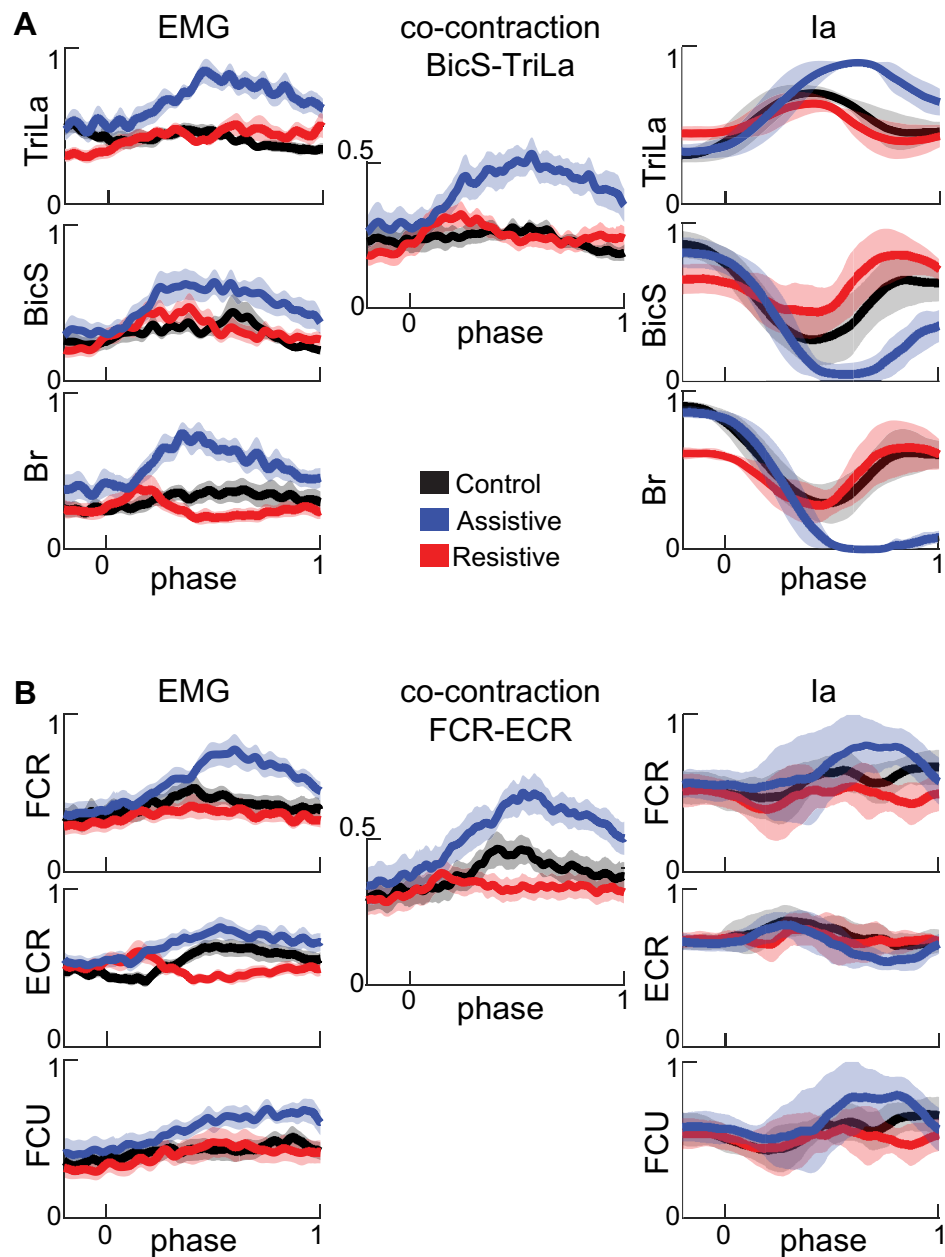 A
EMG
co-contraction
BicS-TriLa
Ia
1
TriLa
0
1
TriLa
0
0.5
0
0
1
phase
1
BicS
0
1
BicS
0
1
Br
0
0
1
phase
Control
Assistive
Resistive
1
Br
0
0
1
phase
B
EMG
co-contraction
FCR-ECR
Ia
1
FCR
0
1
FCR
0
0.5
0
0
1
phase
1
ECR
0
1
ECR
0
1
FCU
0
0
1
phase
1
FCU
0
0
1
phase